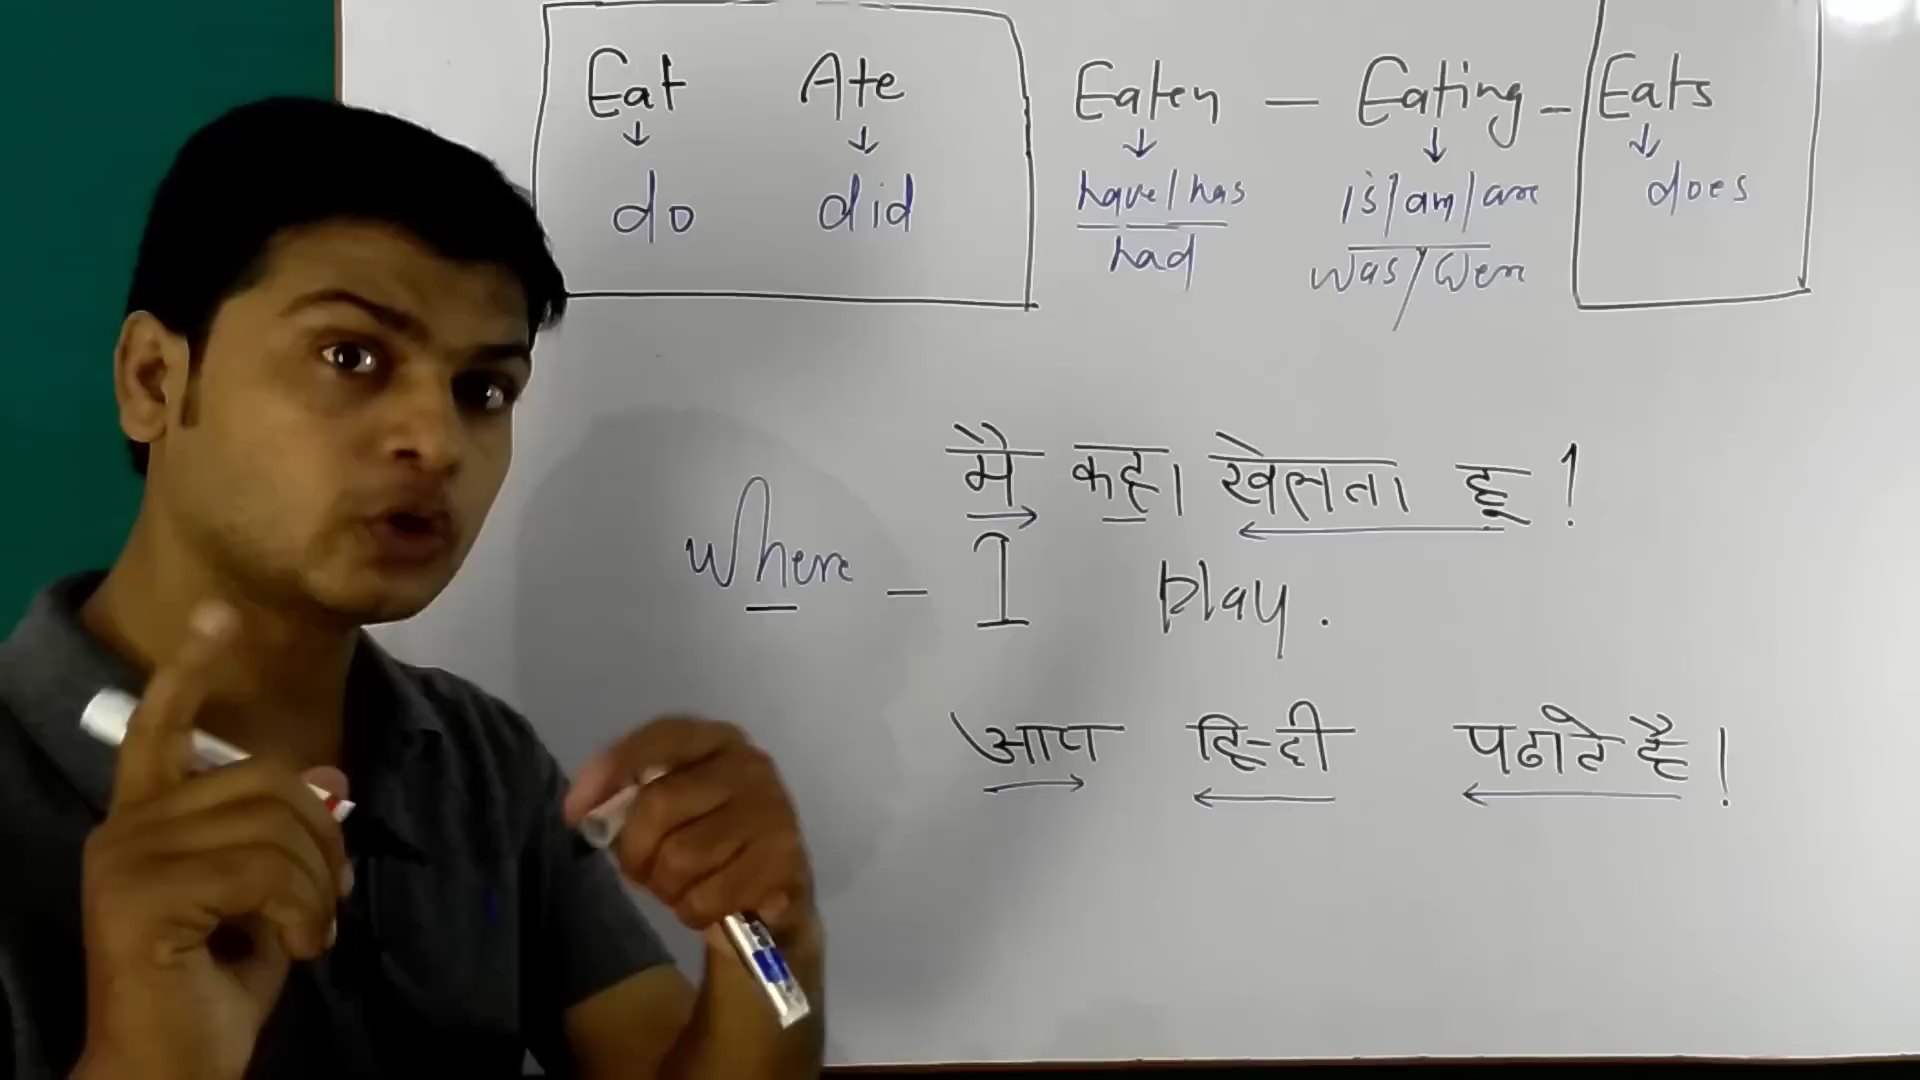 Eat Ate Eaten – Eating – Eats
do did have/has is/am/are does
had was/were
मै कहा खेलता हू !
where – I play.
आप हिन्दी पढाते है !